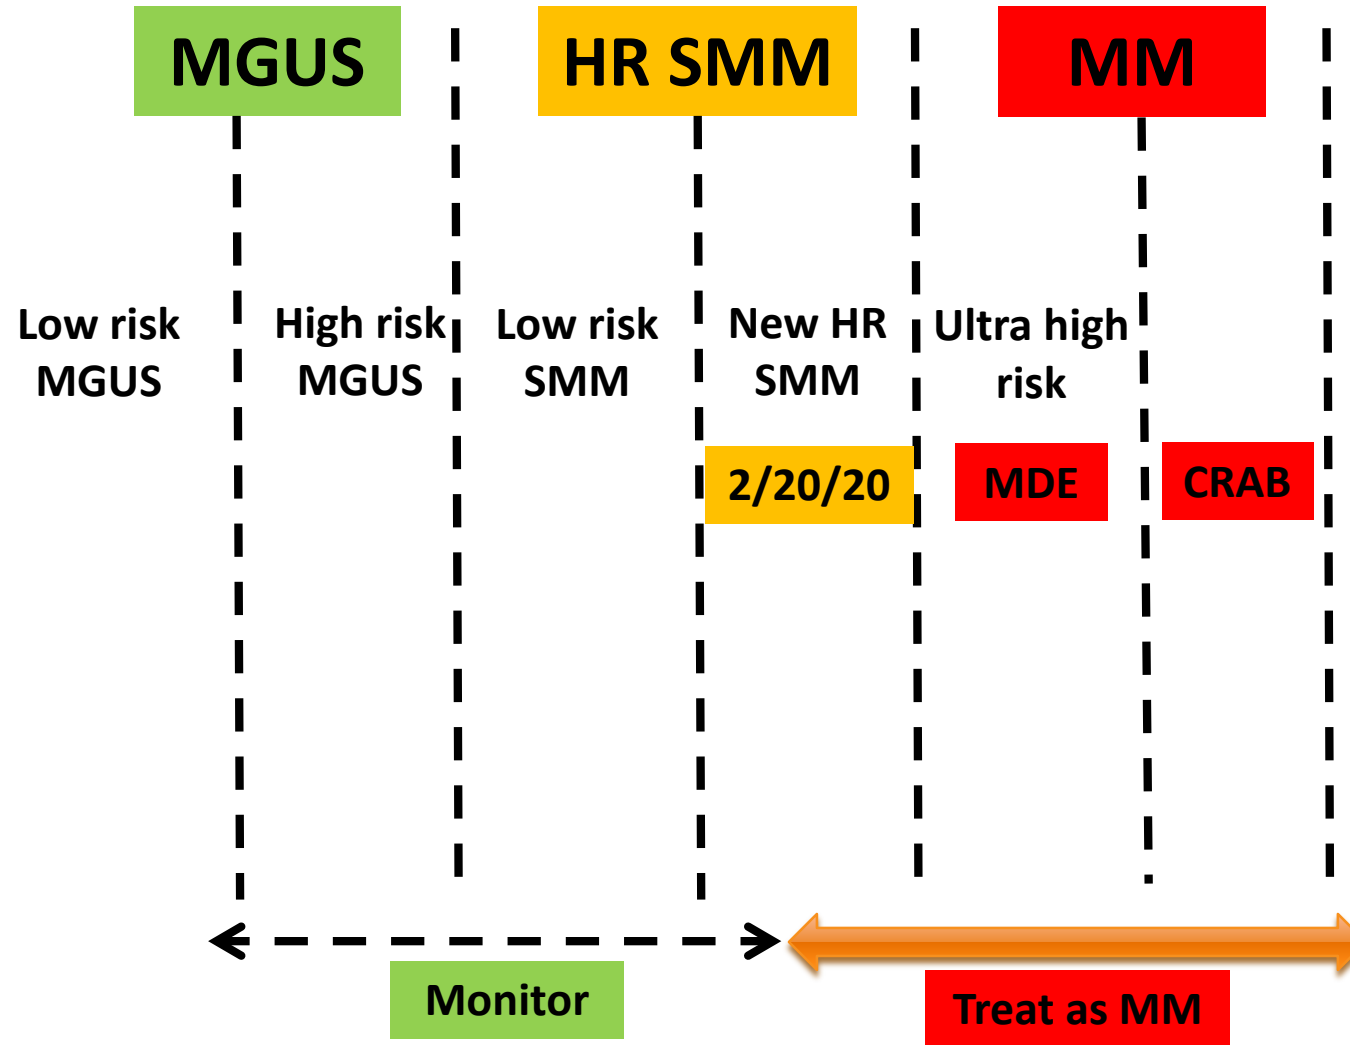 MGUS
HR SMM
MM
Low risk
MGUS
High risk
MGUS
Low risk
SMM
New HR
SMM
Ultra high
risk
2/20/20
MDE
CRAB
Monitor
Treat as MM